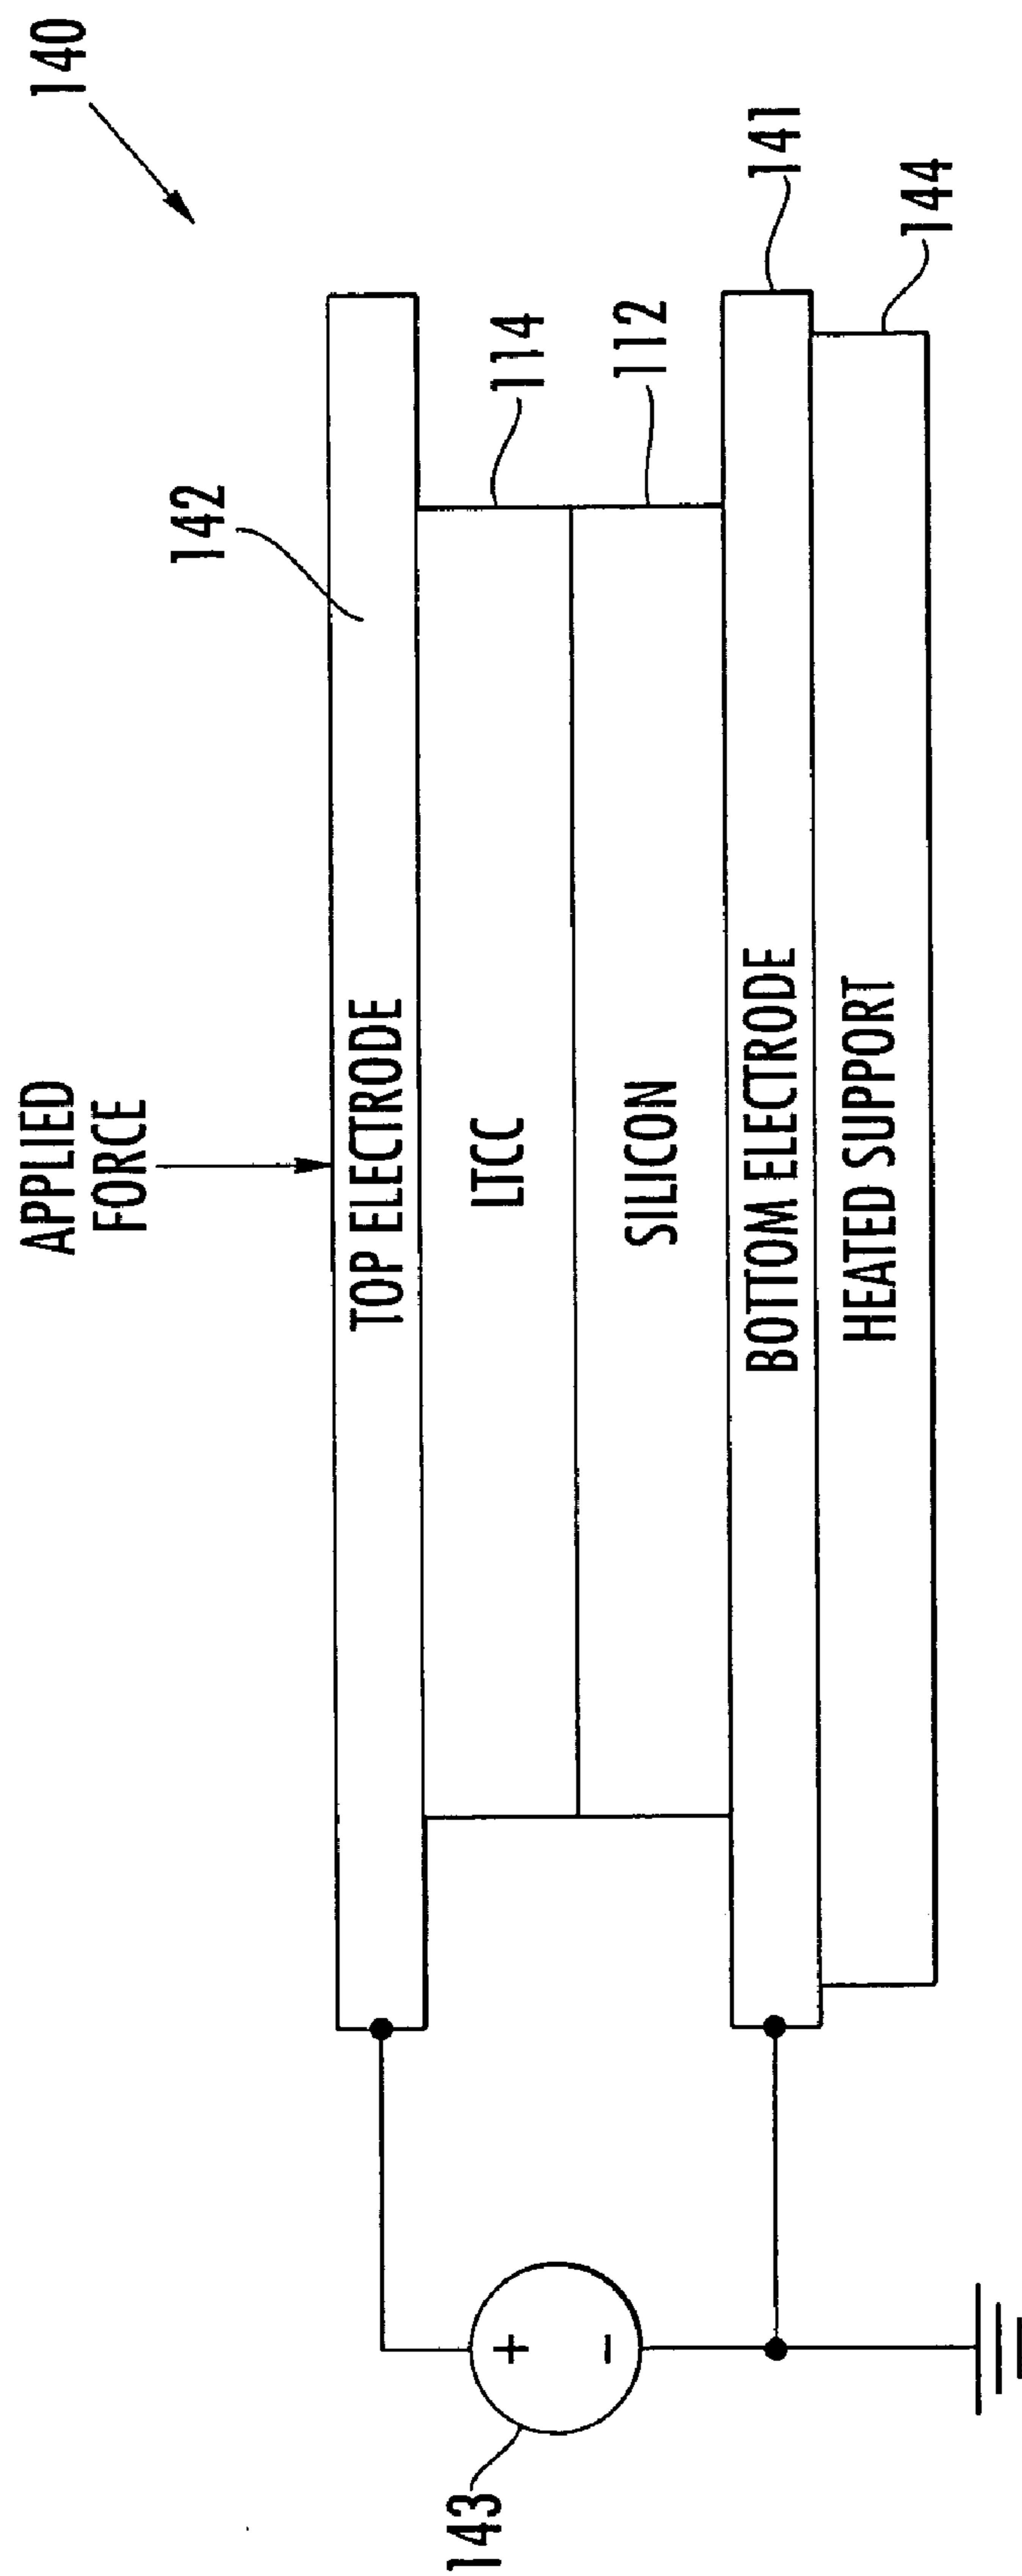 140
APPLIED
FORCE
142
TOP ELECTRODE
114
LTCC
112
SILICON
141
BOTTOM ELECTRODE
144
HEATED SUPPORT
143
+
-